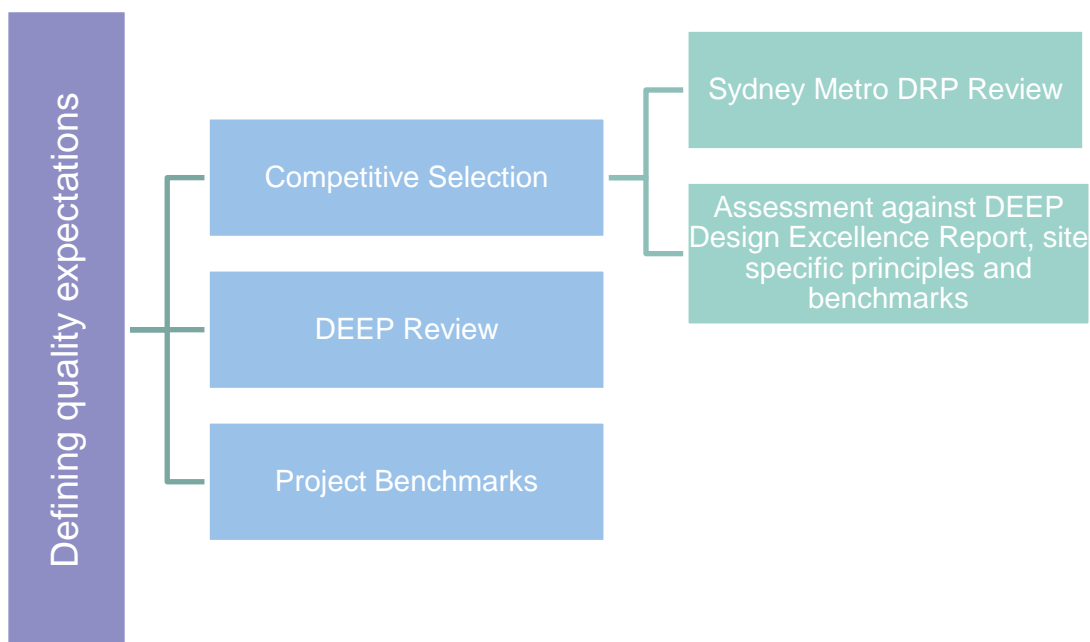 Defining quality expectations
Competitive Selection
DEEP Review
Project Benchmarks
Sydney Metro DRP Review
Assessment against DEEP
Design Excellence Report, site
specific principles and
benchmarks